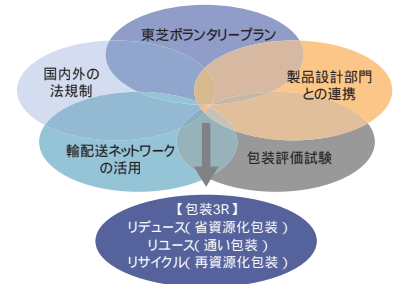 東芝ボランタリープラン
国内外の
法規制
製品設計部門
との連携
輸配送ネットワーク
の活用
包装評価試験
【包装3R】
リデュース(省資源化包装)
リユース(通い包装)
リサイクル(再資源化包装)